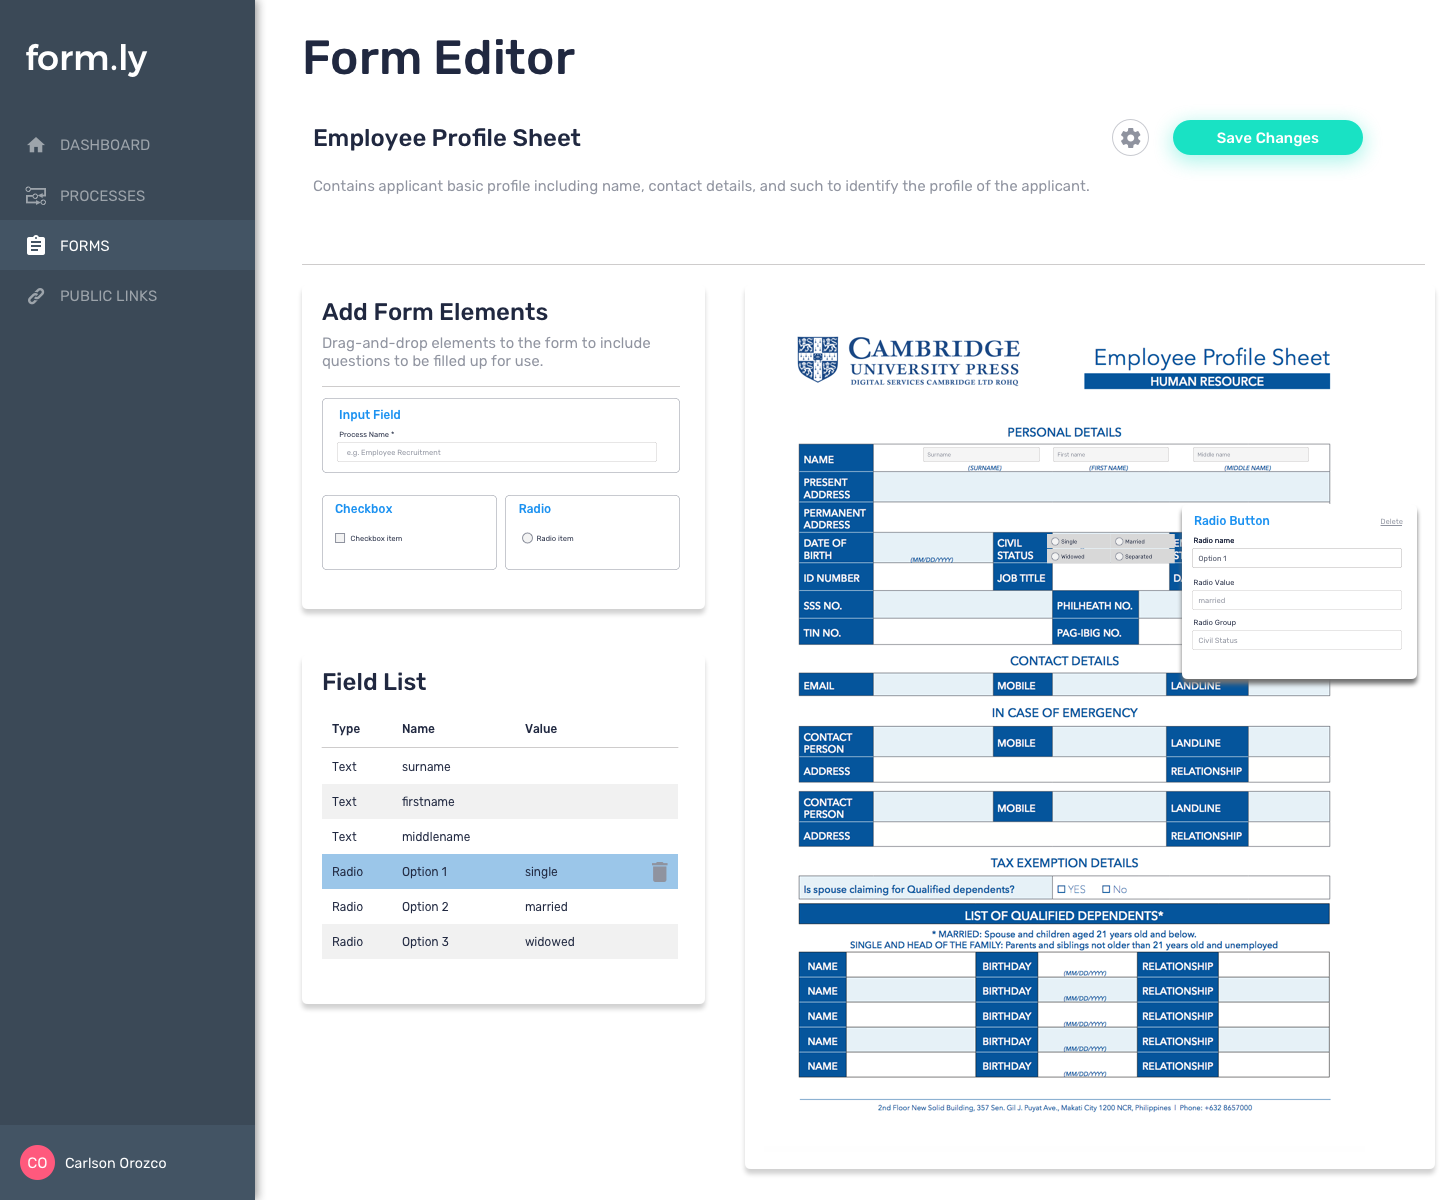 form.ly
DASHBOARD
PROCESSES
FORMS
PUBLIC LINKS
CO
Carlson Orozco
Form Editor
Employee Profile Sheet
Save Changes
Contains applicant basic profile including name, contact details, and such to identify the profile of the applicant.
Add Form Elements
Drag-and-drop elements to the form to include
questions to be filled up for use.
Input Field
Process Name *
e.g. Employee Recruitment
Checkbox
Checkbox item
Radio
Radio item
Field List
Type Name Value
Text surname
Text firstname
Text middlename
Radio Option 1 single
Radio Option 2 married
Radio Option 3 widowed
CAMBRIDGE
UNIVERSITY PRESS
DIGITAL SERVICES CAMBRIDGE LTD ROHQ
Employee Profile Sheet
HUMAN RESOURCE
PERSONAL DETAILS
NAME
Surname First name Middle name
(SURNAME) (FIRST NAME) (MIDDLE NAME)
PRESENT
ADDRESS
PERMANENT
ADDRESS
DATE OF
BIRTH
(MM/DD/YYYY)
CIVIL
STATUS
Single Married
Widowed Separated
ID NUMBER JOB TITLE
SSS NO. PHILHEATH NO.
TIN NO. PAG-IBIG NO.
Radio Button Delete
Radio name
Option 1
Radio Value
married
Radio Group
Civil Status
CONTACT DETAILS
EMAIL MOBILE LANDLINE
IN CASE OF EMERGENCY
CONTACT
PERSON
MOBILE LANDLINE
ADDRESS RELATIONSHIP
CONTACT
PERSON
MOBILE LANDLINE
ADDRESS RELATIONSHIP
TAX EXEMPTION DETAILS
Is spouse claiming for Qualified dependents? YES No
LIST OF QUALIFIED DEPENDENTS*
* MARRIED: Spouse and children aged 21 years old and below.
SINGLE AND HEAD OF THE FAMILY: Parents and siblings not older than 21 years old and unemployed
NAME BIRTHDAY (MM/DD/YYYY) RELATIONSHIP
NAME BIRTHDAY (MM/DD/YYYY) RELATIONSHIP
NAME BIRTHDAY (MM/DD/YYYY) RELATIONSHIP
NAME BIRTHDAY (MM/DD/YYYY) RELATIONSHIP
NAME BIRTHDAY (MM/DD/YYYY) RELATIONSHIP
2nd Floor New Solid Building, 357 Sen. Gil J. Puyat Ave., Makati City 1200 NCR, Philippines | Phone: +632 8657000